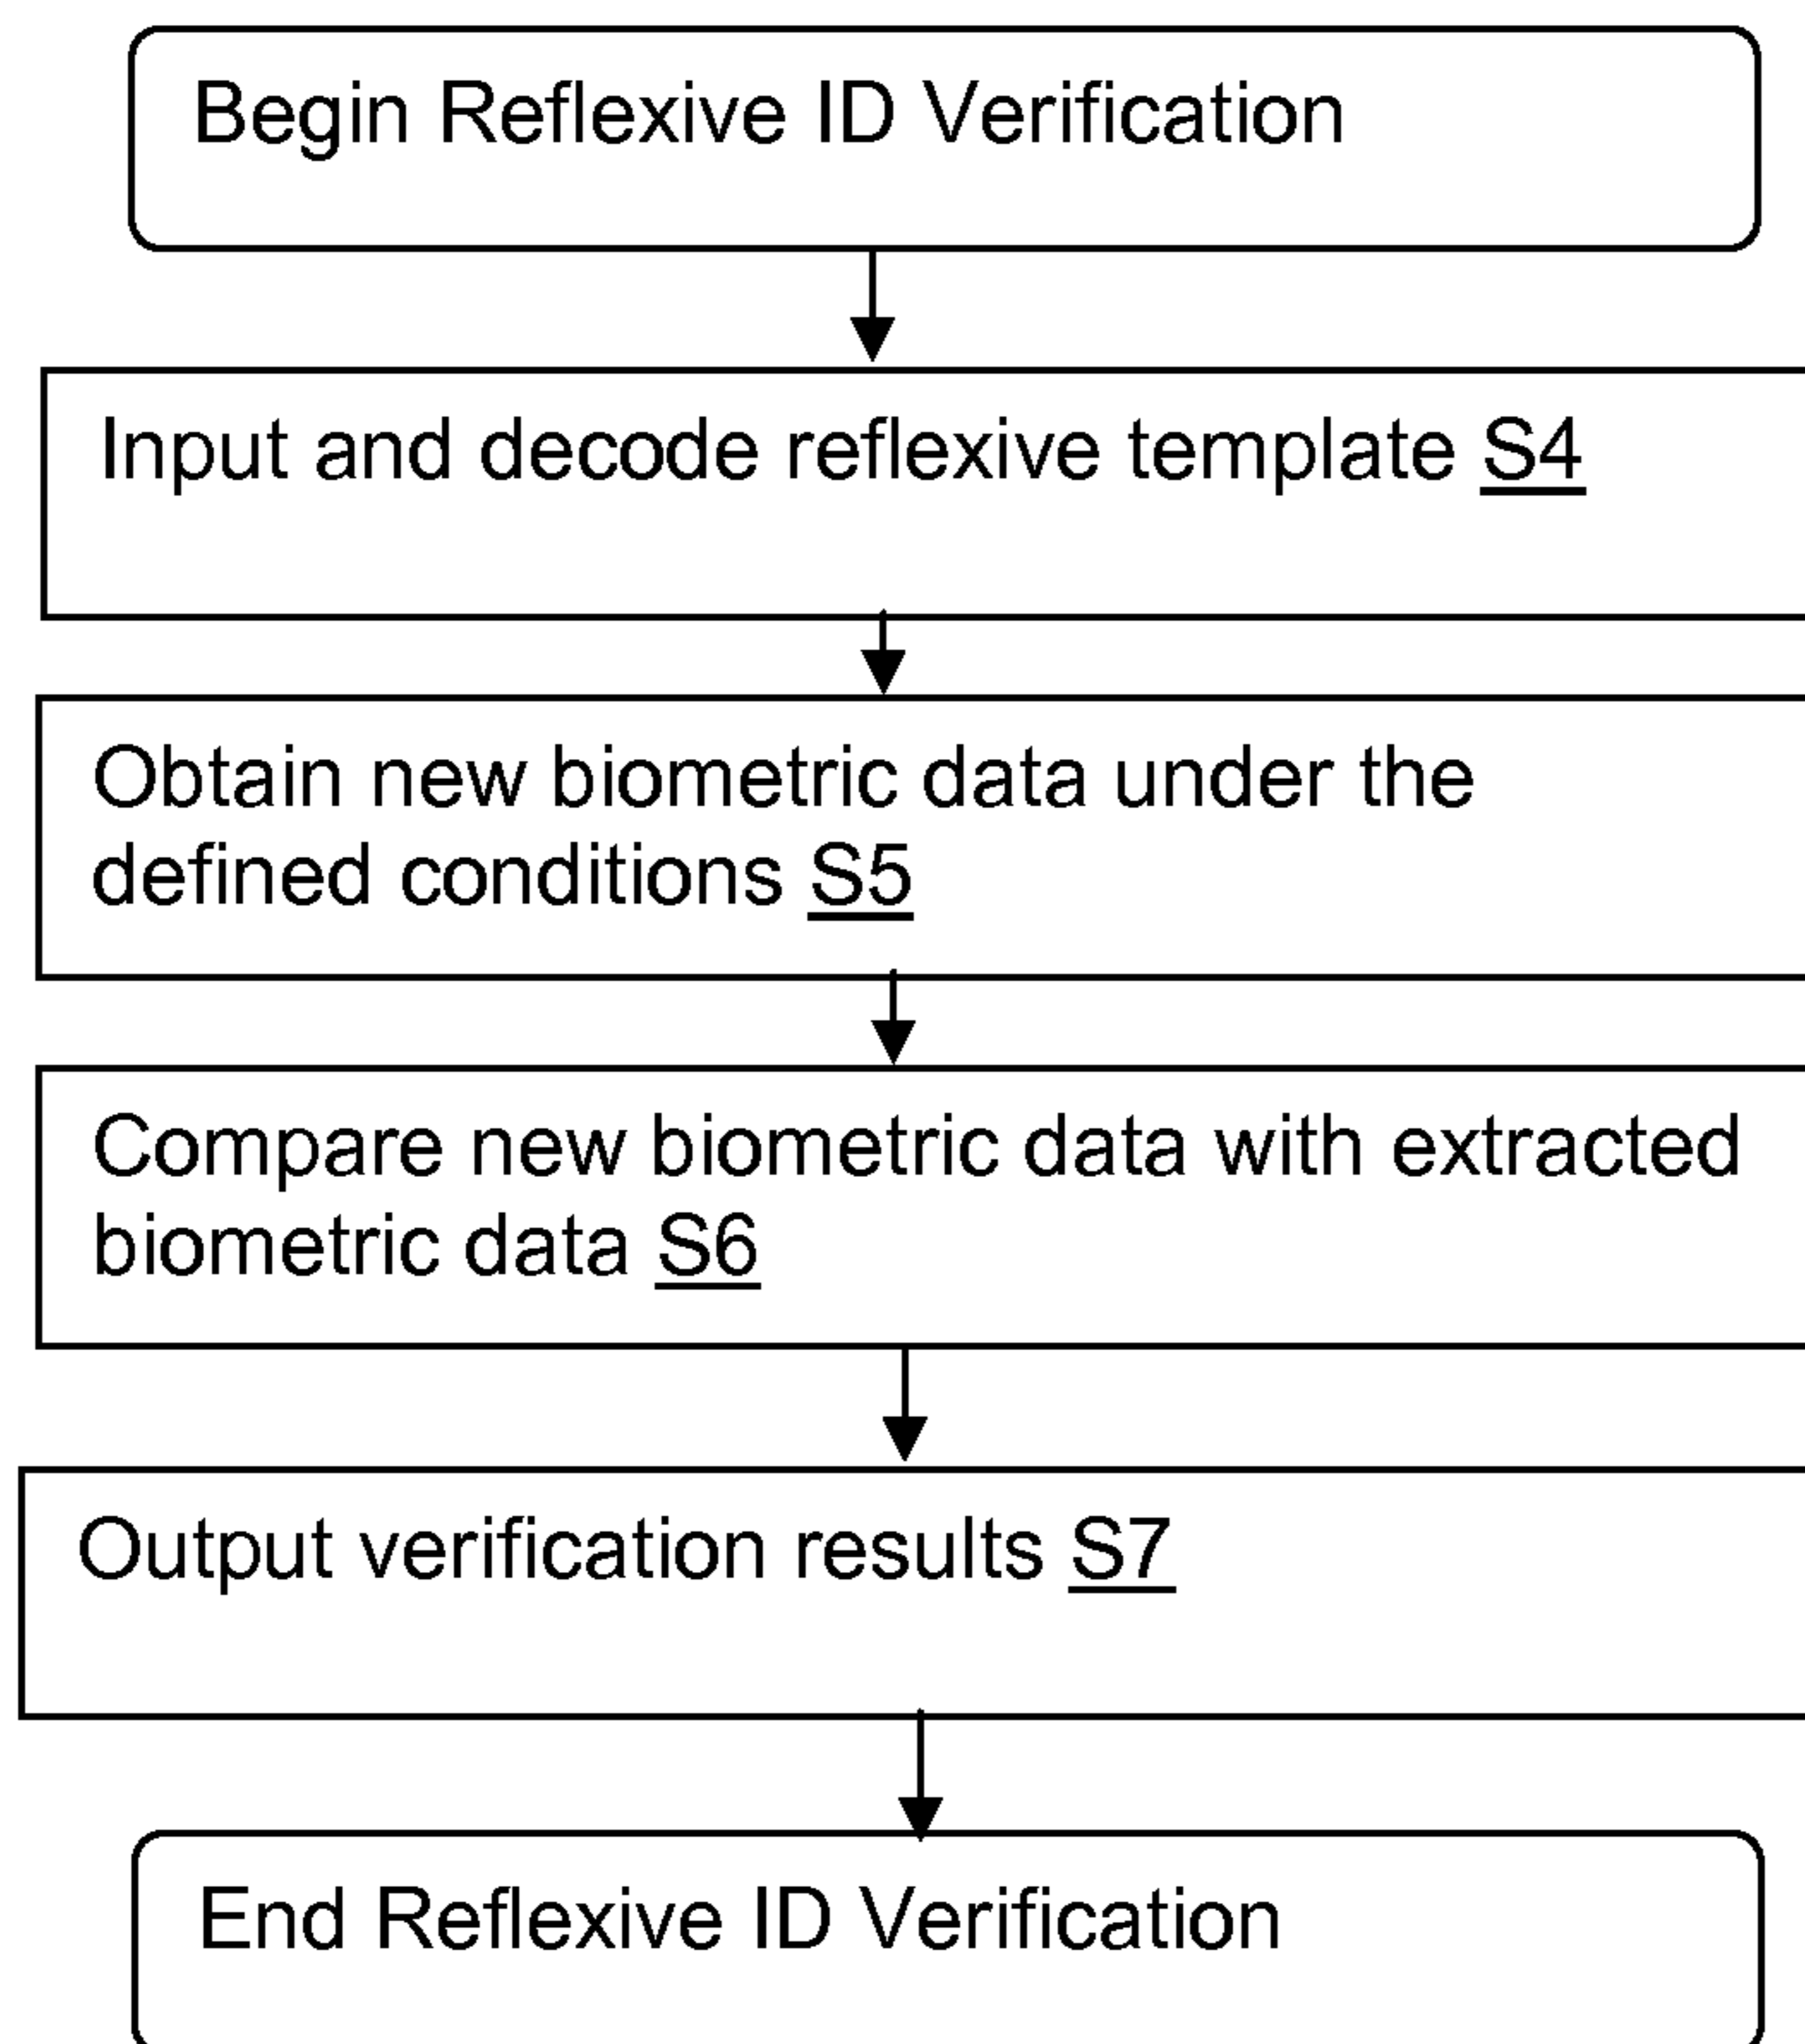 Begin Reflexive ID Verification
Input and decode reflexive template S4
Obtain new biometric data under the
defined conditions S5
Compare new biometric data with extracted
biometric data S6
Output verification results S7
End Reflexive ID Verification